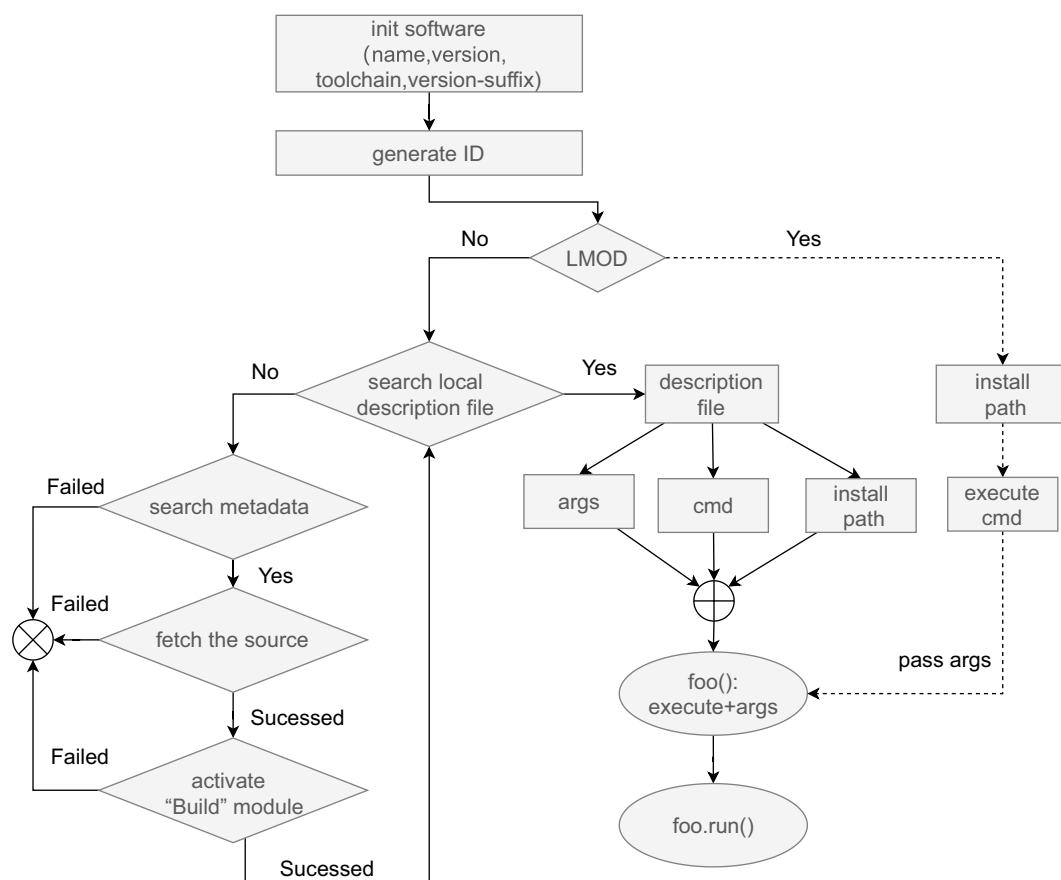 init software
(name,version,
toolchain,version-suffix)
generate ID
No
LMOD
Yes
No
search local
description file
Yes
description
file
install
path
Failed
search metadata
args
cmd
install
path
execute
cmd
Yes
Failed
fetch the source
pass args
foo():
execute+args
Sucessed
Failed
activate
“Build” module
foo.run()
Sucessed